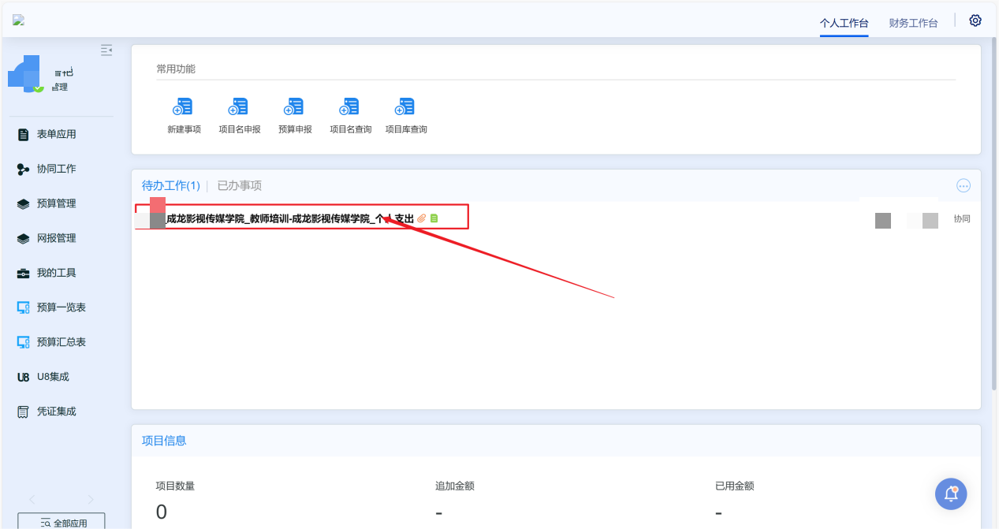 个人工作台
财务工作台
管理
表单应用
协同工作
预算管理
网报管理
我的工具
预算一览表
预算汇总表
U8 U8集成
凭证集成
全部应用
常用功能
新建事项 项目名申报 预算申报 项目名查询 项目库查询
待办工作(1) | 已办事项
_成龙影视传媒学院_教师培训-成龙影视传媒学院_个人支出
协同
项目信息
项目数量 追加金额 已用金额
0 - -